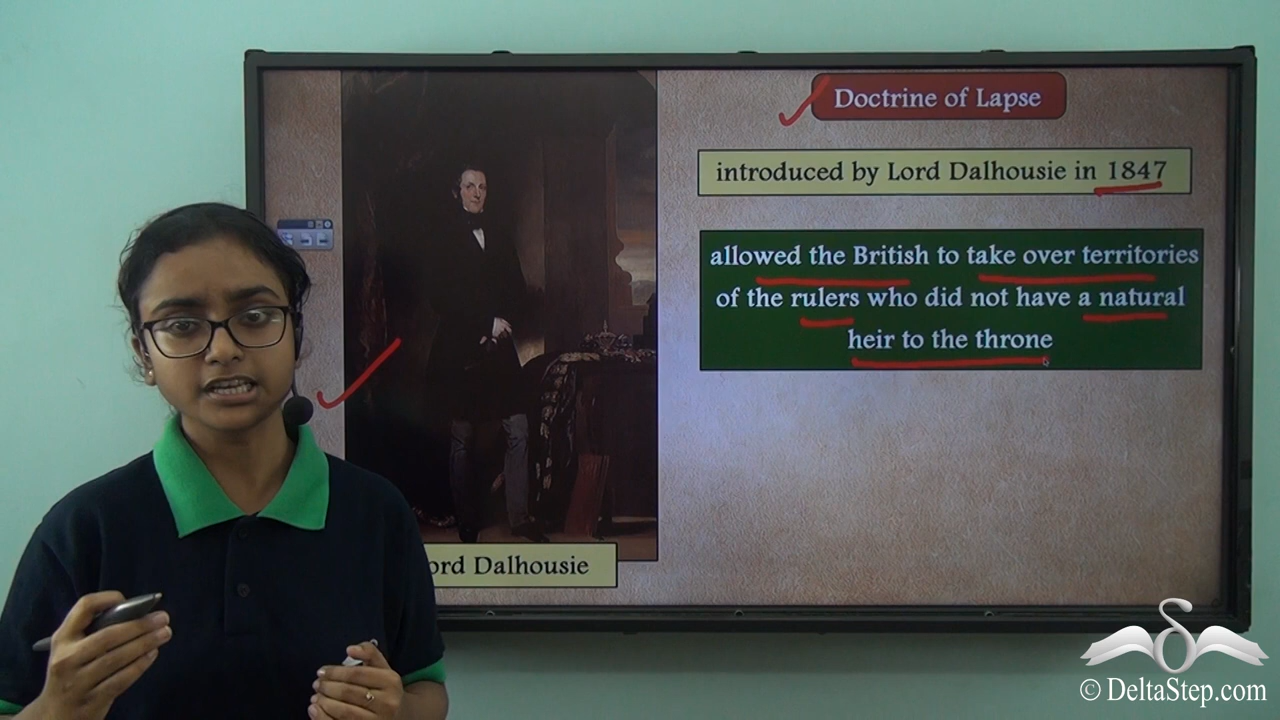 Doctrine of Lapse
introduced by Lord Dalhousie in 1847
allowed the British to take over territories
of the rulers who did not have a natural
heir to the throne
ord Dalhousie
© DeltaStep.com